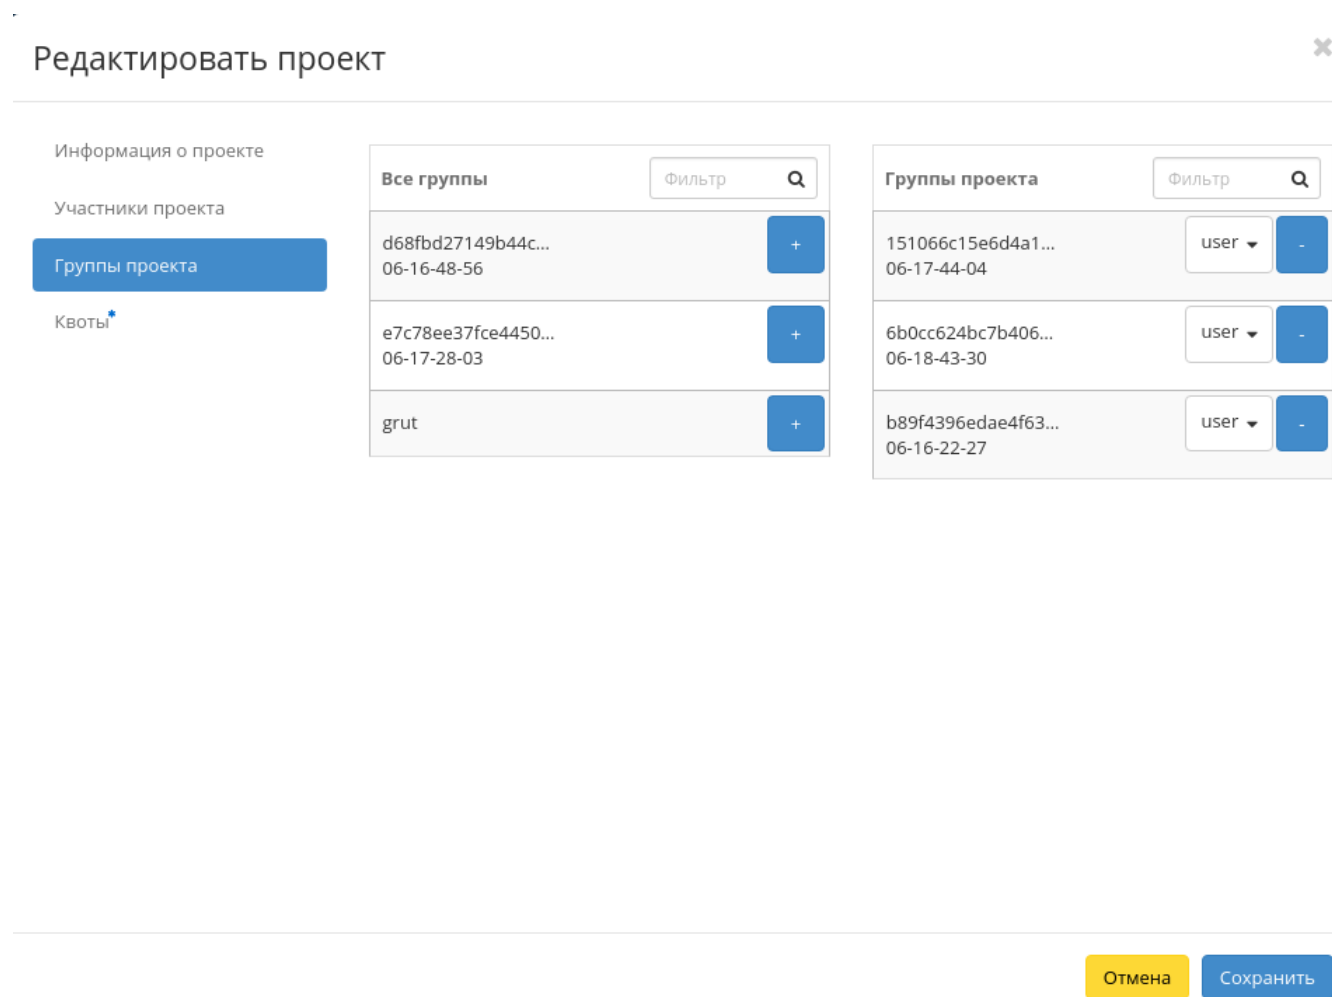 Редактировать проект
Информация о проекте
Участники проекта
Группы проекта
Квоты*
Все группы
Фильтр
d68fbd27149b44c...
06-16-48-56
+
e7c78ee37fce4450...
06-17-28-03
+
grut
+
Группы проекта
Фильтр
151066c15e6d4a1...
06-17-44-04
user
-
6b0cc624bc7b406...
06-18-43-30
user
-
b89f4396edae4f63...
06-16-22-27
user
-
Отмена
Сохранить